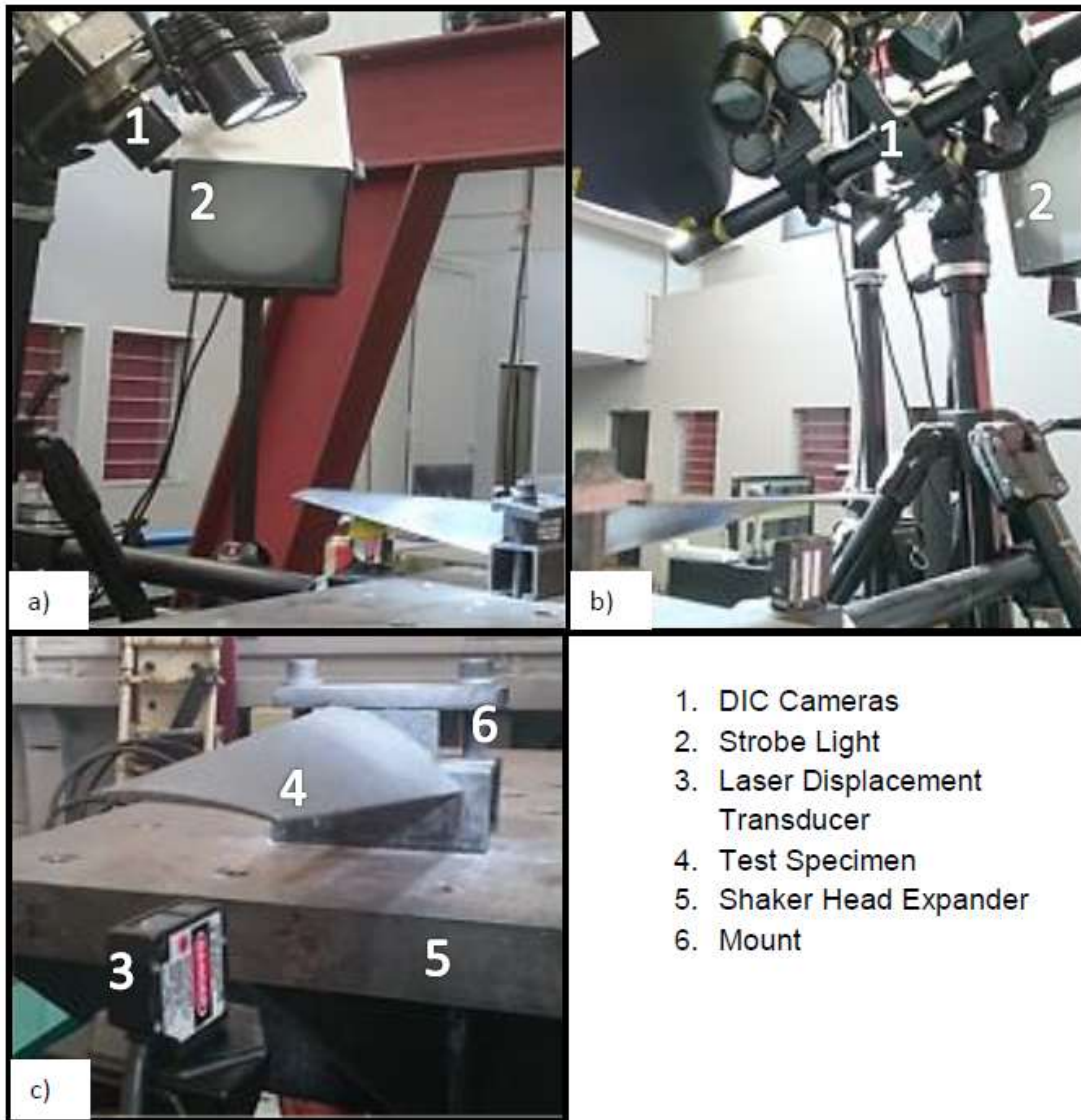 1
2
1
2
a)
b)
6
4
3
5
c)
1. DIC Cameras
2. Strobe Light
3. Laser Displacement
Transducer
4. Test Specimen
5. Shaker Head Expander
6. Mount